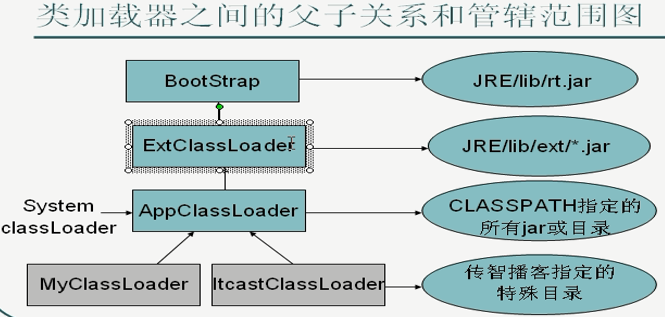 类加载器之间的父子关系和管辖范围图
BootStrap
JRE/lib/rt.jar
ExtClassLoader
JRE/lib/ext/*.jar
System
classLoader
AppClassLoader
CLASSPATH指定的
所有jar或目录
MyClassLoader
ItcastClassLoader
传智播客指定的
特殊目录